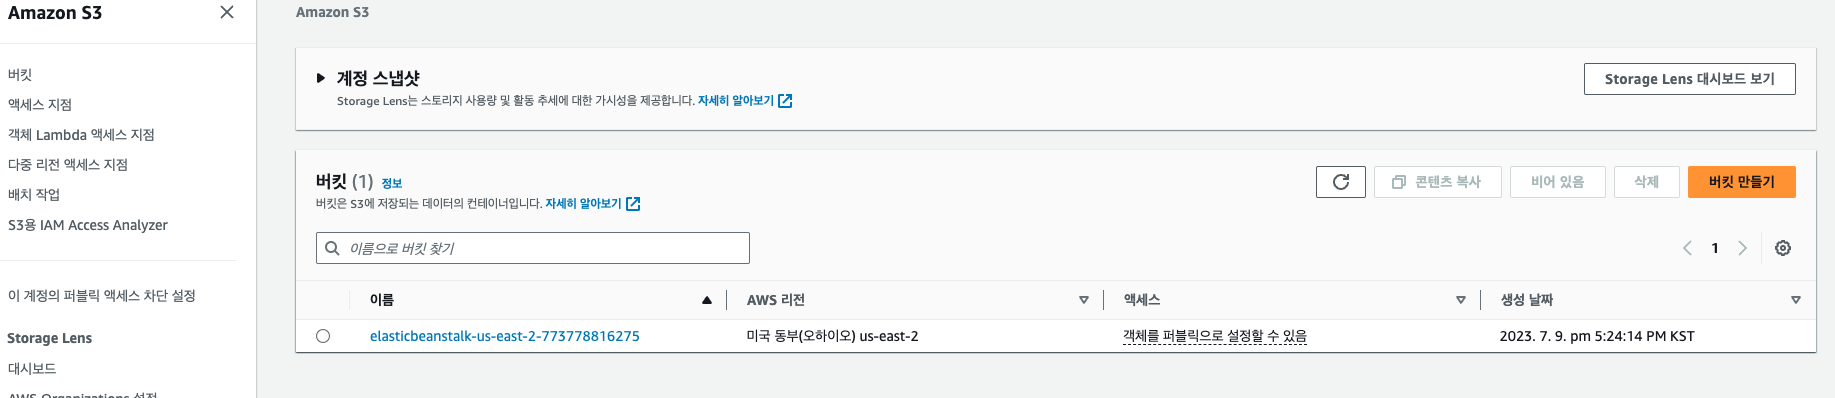 Amazon S3
버킷
액세스 지점
객체 Lambda 액세스 지점
다중 리전 액세스 지점
배치 작업
S3용 IAM Access Analyzer
이 계정의 퍼블릭 액세스 차단 설정
Storage Lens
대시보드
AWS Organizations 설정
Amazon S3
계정 스냅샷
Storage Lens는 스토리지 사용량 및 활동 추세에 대한 가시성을 제공합니다. 자세히 알아보기
Storage Lens 대시보드 보기
버킷 (1) 정보
버킷은 S3에 저장되는 데이터의 컨테이너입니다. 자세히 알아보기
콘텐츠 복사
비어 있음
삭제
버킷 만들기
이름으로 버킷 찾기
1
이름 AWS 리전 액세스 생성 날짜
elasticbeanstalk-us-east-2-773778816275 미국 동부(오하이오) us-east-2 객체를 퍼블릭으로 설정할 수 있음 2023. 7. 9. pm 5:24:14 PM KST